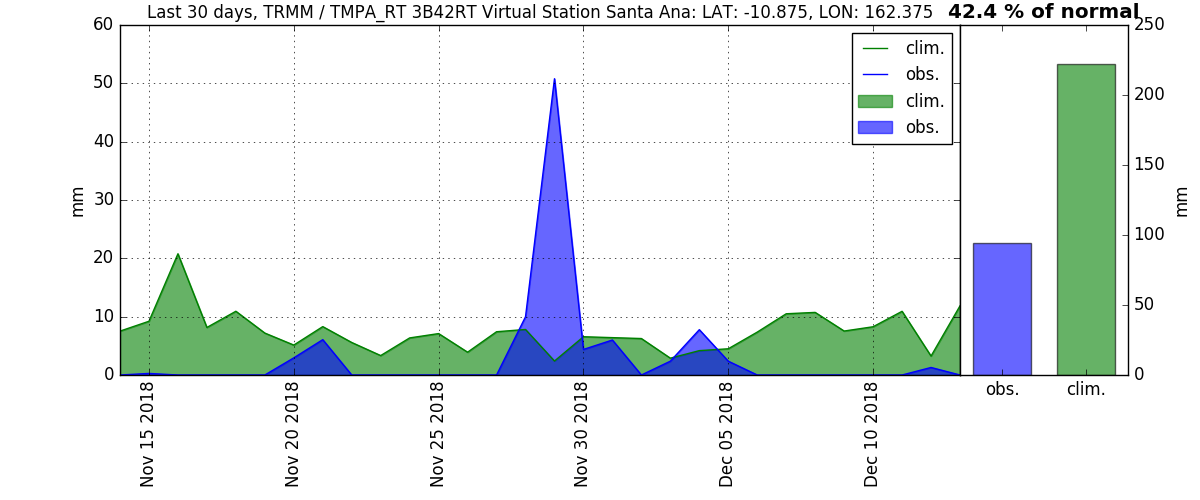 Last 30 days, TRMM / TMPA_RT 3B42RT Virtual Station Santa Ana: LAT: -10.875, LON: 162.375 42.4 % of normal
60
50
40
30
20
10
0
mm
clim.
obs.
clim.
obs.
250
200
150
100
50
0
mm
obs.
clim.
Nov 15 2018
Nov 20 2018
Nov 25 2018
Nov 30 2018
Dec 05 2018
Dec 10 2018